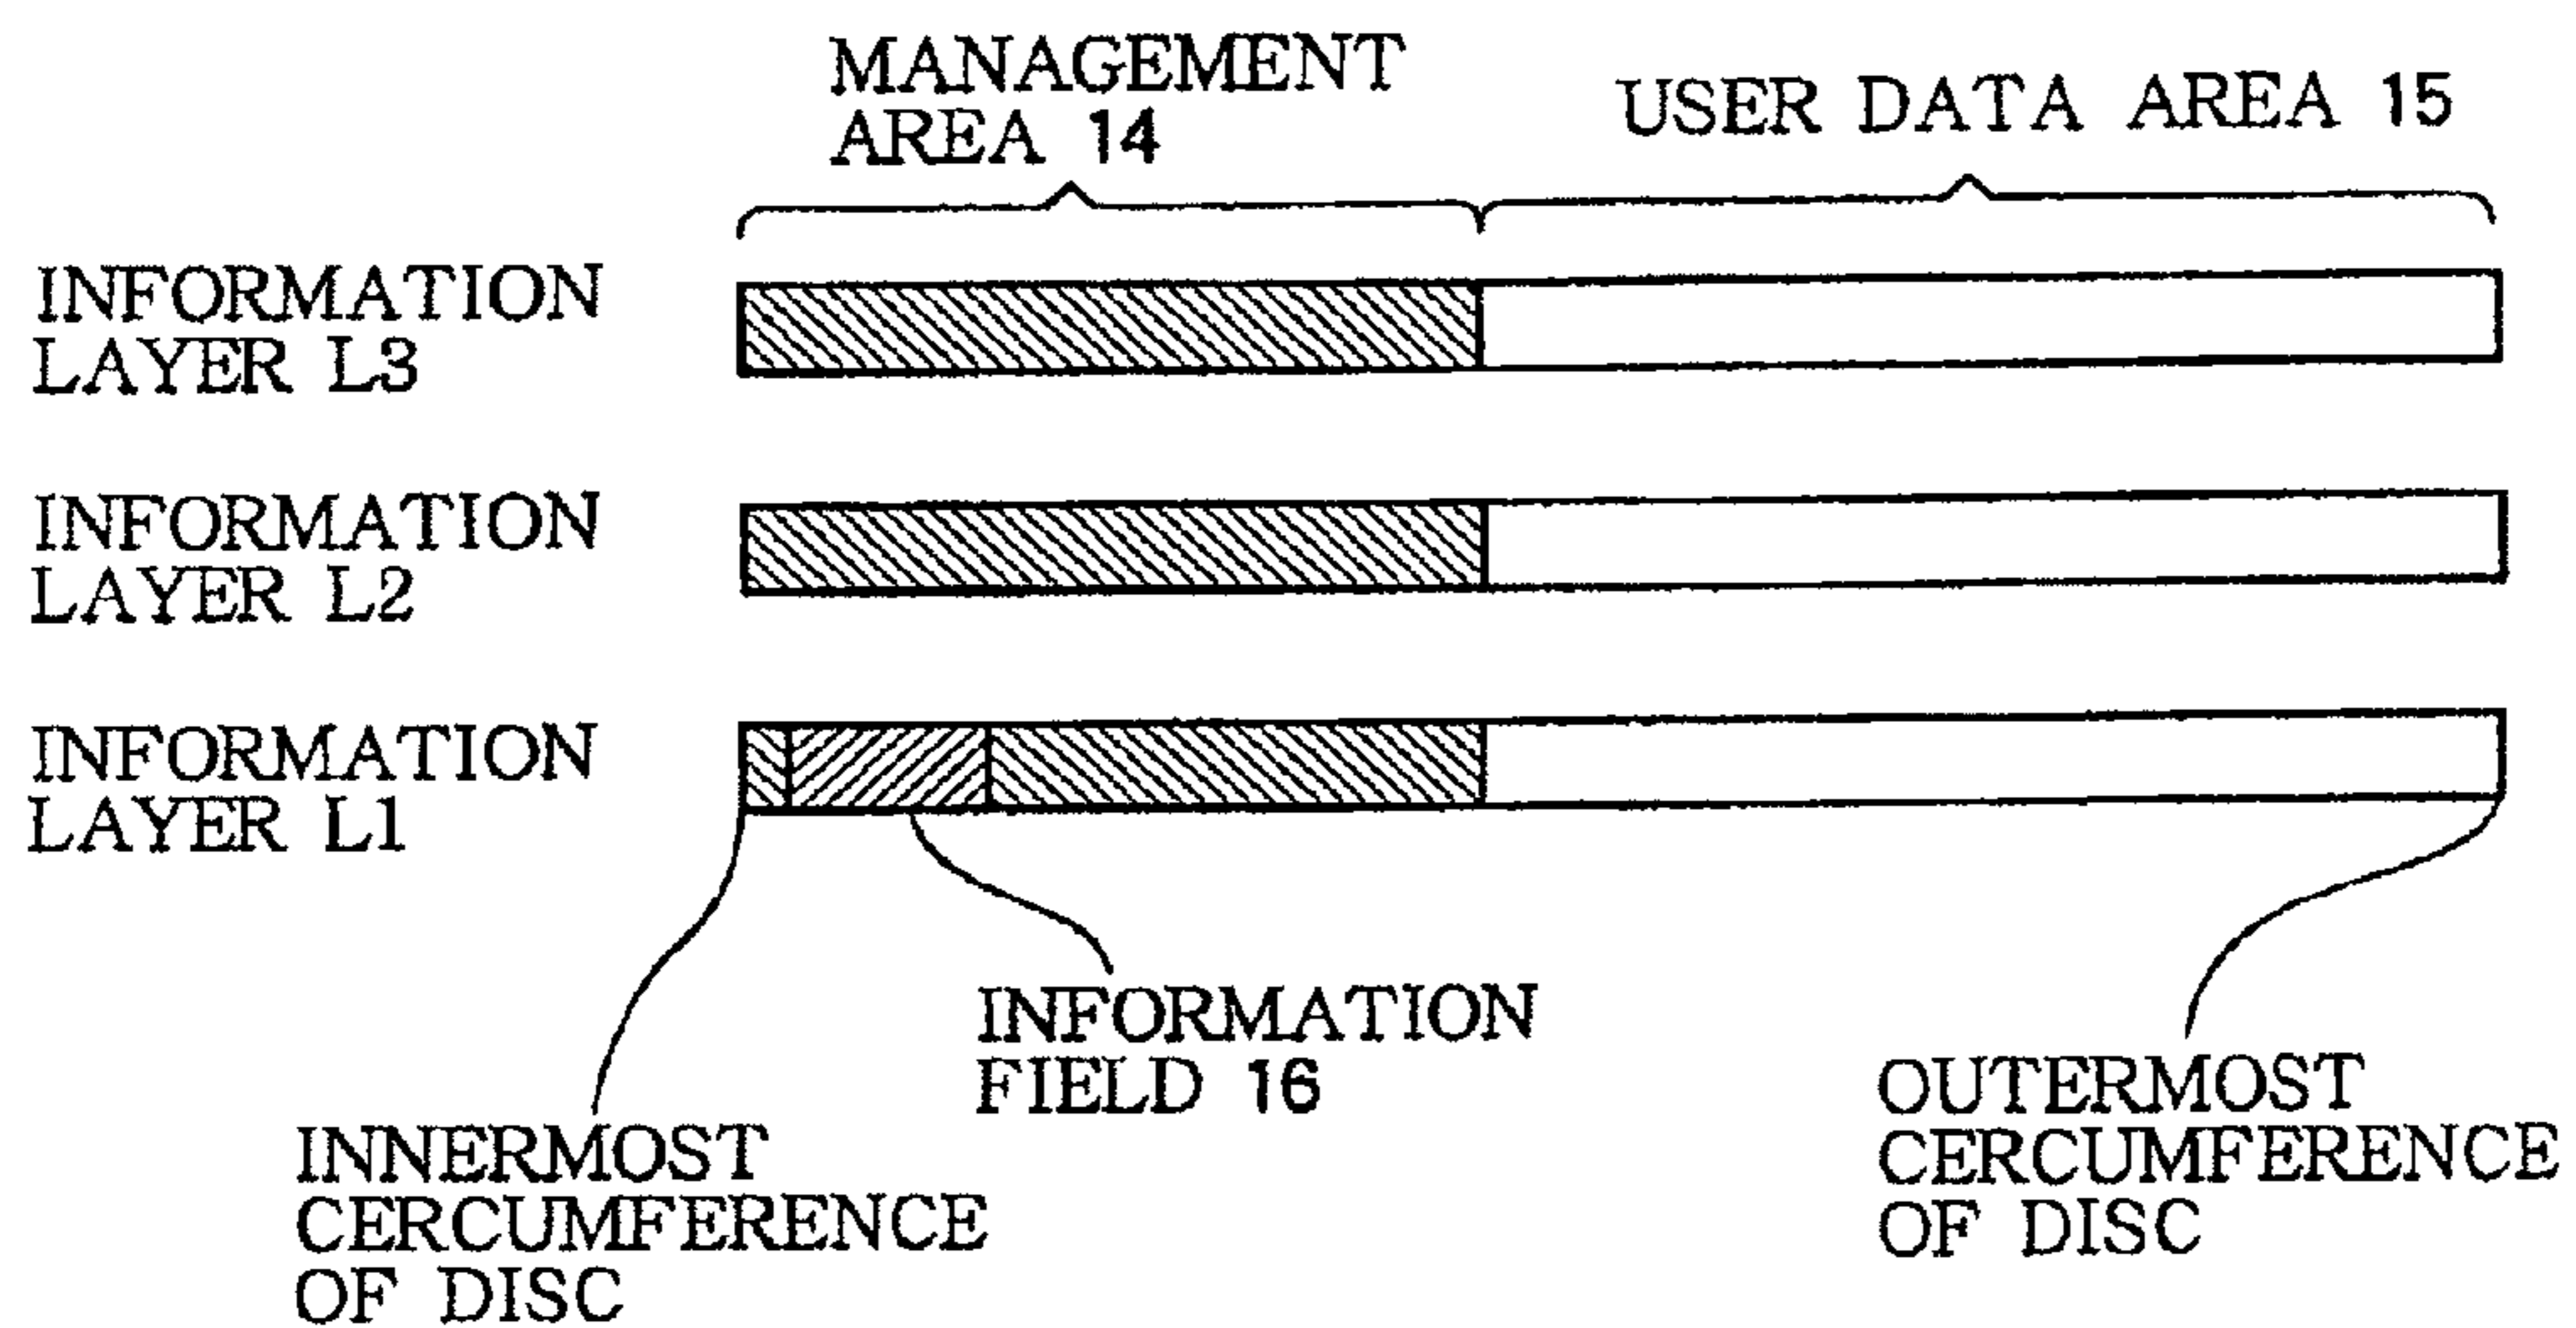 MANAGEMENT
AREA 14
USER DATA AREA 15
INFORMATION
LAYER L3
INFORMATION
LAYER L2
INFORMATION
LAYER L1
INFORMATION
FIELD 16
INNERMOST
CERCUMFERENCE
OF DISC
OUTERMOST
CERCUMFERENCE
OF DISC